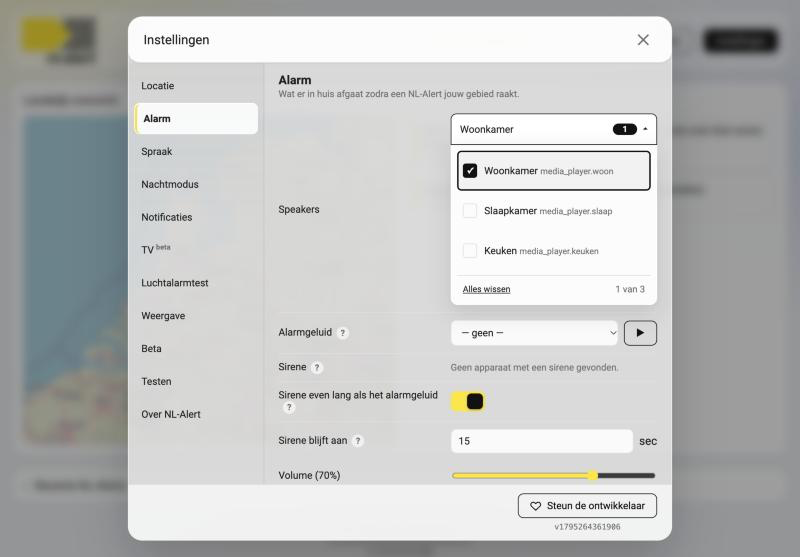 Instellingen
Locatie
Alarm
Spraak
Nachtmodus
Notificaties
TV beta
Luchtalarmtest
Weergave
Beta
Testen
Over NL-Alert
Alarm
Wat er in huis afgaat zodra een NL-Alert jouw gebied raakt.
Speakers
Woonkamer 1
Woonkamer media_player.woon
Slaapkamer media_player.slaap
Keuken media_player.keuken
Alles wissen 1 van 3
Alarmgeluid ? — geen —
Sirene ? Geen apparaat met een sirene gevonden.
Sirene even lang als het alarmgeluid
?
Sirene blijft aan ? 15 sec
Volume (70%)
Steun de ontwikkelaar
v1795264361906